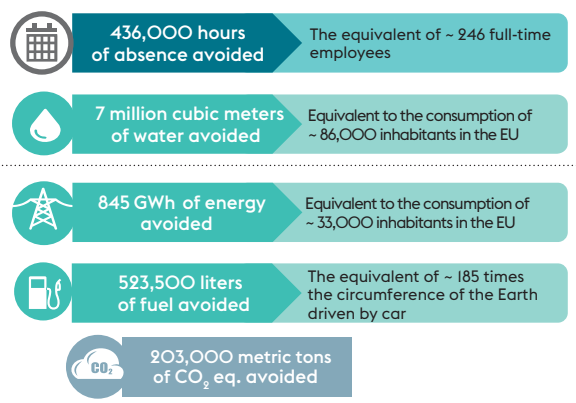 436,000 hours
of absence avoided
The equivalent of ~ 246 full-time
employees
7 million cubic meters
of water avoided
Equivalent to the consumption of
~ 86,000 inhabitants in the EU
845 GWh of energy
avoided
Equivalent to the consumption of
~ 33,000 inhabitants in the EU
523,500 liters
of fuel avoided
The equivalent of ~ 185 times
the circumference of the Earth
driven by car
CO₂
203,000 metric tons
of CO₂ eq. avoided